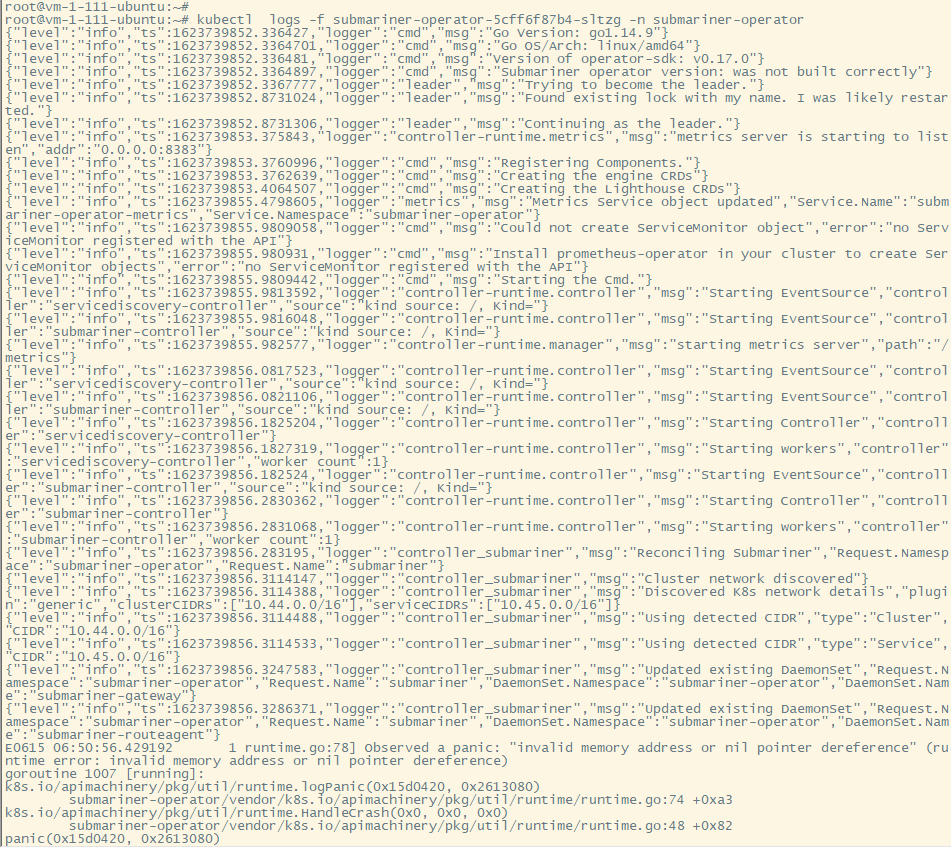 root@vm-1-111-ubuntu:~#
root@vm-1-111-ubuntu:~# kubectl  logs -f submariner-operator-5cff6f87b4-sltzg -n submariner-operator
{"level":"info","ts":1623739852.336427,"logger":"cmd","msg":"Go Version: go1.14.9"}
{"level":"info","ts":1623739852.3364701,"logger":"cmd","msg":"Go OS/Arch: linux/amd64"}
{"level":"info","ts":1623739852.336481,"logger":"cmd","msg":"Version of operator-sdk: v0.17.0"}
{"level":"info","ts":1623739852.3364897,"logger":"cmd","msg":"Submariner operator version: was not built correctly"}
{"level":"info","ts":1623739852.3367777,"logger":"leader","msg":"Trying to become the leader."}
{"level":"info","ts":1623739852.8731024,"logger":"leader","msg":"Found existing lock with my name. I was likely restar
ted."}
{"level":"info","ts":1623739852.8731306,"logger":"leader","msg":"Continuing as the leader."}
{"level":"info","ts":1623739853.375843,"logger":"controller-runtime.metrics","msg":"metrics server is starting to list
en","addr":"0.0.0.0:8383"}
{"level":"info","ts":1623739853.3760996,"logger":"cmd","msg":"Registering Components."}
{"level":"info","ts":1623739853.3762639,"logger":"cmd","msg":"Creating the engine CRDs"}
{"level":"info","ts":1623739853.4064507,"logger":"cmd","msg":"Creating the Lighthouse CRDs"}
{"level":"info","ts":1623739855.4798605,"logger":"metrics","msg":"Metrics Service object updated","Service.Name":"subm
ariner-operator-metrics","Service.Namespace":"submariner-operator"}
{"level":"info","ts":1623739855.9809058,"logger":"cmd","msg":"Could not create ServiceMonitor object","error":"no Serv
iceMonitor registered with the API"}
{"level":"info","ts":1623739855.980931,"logger":"cmd","msg":"Install prometheus-operator in your cluster to create Ser
viceMonitor objects","error":"no ServiceMonitor registered with the API"}
{"level":"info","ts":1623739855.9809442,"logger":"cmd","msg":"Starting the Cmd."}
{"level":"info","ts":1623739855.9813592,"logger":"controller-runtime.controller","msg":"Starting EventSource","control
ler":"servicediscovery-controller","source":"kind source: /, Kind="}
{"level":"info","ts":1623739855.9816048,"logger":"controller-runtime.controller","msg":"Starting EventSource","control
ler":"submariner-controller","source":"kind source: /, Kind="}
{"level":"info","ts":1623739855.982577,"logger":"controller-runtime.manager","msg":"starting metrics server","path":"/
metrics"}
{"level":"info","ts":1623739856.0817523,"logger":"controller-runtime.controller","msg":"Starting EventSource","control
ler":"servicediscovery-controller","source":"kind source: /, Kind="}
{"level":"info","ts":1623739856.0821106,"logger":"controller-runtime.controller","msg":"Starting EventSource","control
ler":"submariner-controller","source":"kind source: /, Kind="}
{"level":"info","ts":1623739856.1825204,"logger":"controller-runtime.controller","msg":"Starting Controller","controll
er":"servicediscovery-controller"}
{"level":"info","ts":1623739856.1827319,"logger":"controller-runtime.controller","msg":"Starting workers","controller"
:"servicediscovery-controller","worker count":1}
{"level":"info","ts":1623739856.182524,"logger":"controller-runtime.controller","msg":"Starting EventSource","controll
er":"submariner-controller","source":"kind source: /, Kind="}
{"level":"info","ts":1623739856.2830362,"logger":"controller-runtime.controller","msg":"Starting Controller","controll
er":"submariner-controller"}
{"level":"info","ts":1623739856.2831068,"logger":"controller-runtime.controller","msg":"Starting workers","controller"
:"submariner-controller","worker count":1}
{"level":"info","ts":1623739856.283195,"logger":"controller_submariner","msg":"Reconciling Submariner","Request.Namesp
ace":"submariner-operator","Request.Name":"submariner"}
{"level":"info","ts":1623739856.3114147,"logger":"controller_submariner","msg":"Cluster network discovered"}
{"level":"info","ts":1623739856.3114388,"logger":"controller_submariner","msg":"Discovered K8s network details","plugi
n":"generic","clusterCIDRs":["10.44.0.0/16"],"serviceCIDRs":["10.45.0.0/16"]}
{"level":"info","ts":1623739856.3114488,"logger":"controller_submariner","msg":"Using detected CIDR","type":"Cluster",
"CIDR":"10.44.0.0/16"}
{"level":"info","ts":1623739856.3114533,"logger":"controller_submariner","msg":"Using detected CIDR","type":"Service",
"CIDR":"10.45.0.0/16"}
{"level":"info","ts":1623739856.3247583,"logger":"controller_submariner","msg":"Updated existing DaemonSet","Request.N
amespace":"submariner-operator","Request.Name":"submariner","DaemonSet.Namespace":"submariner-operator","DaemonSet.Nam
e":"submariner-gateway"}
{"level":"info","ts":1623739856.3286371,"logger":"controller_submariner","msg":"Updated existing DaemonSet","Request.N
amespace":"submariner-operator","Request.Name":"submariner","DaemonSet.Namespace":"submariner-operator","DaemonSet.Nam
e":"submariner-routeagent"}
E0615 06:50:56.429192       1 runtime.go:78] Observed a panic: "invalid memory address or nil pointer dereference" (ru
ntime error: invalid memory address or nil pointer dereference)
goroutine 1007 [running]:
k8s.io/apimachinery/pkg/util/runtime.logPanic(0x15d0420, 0x2613080)
        submariner-operator/vendor/k8s.io/apimachinery/pkg/util/runtime/runtime.go:74 +0xa3
k8s.io/apimachinery/pkg/util/runtime.HandleCrash(0x0, 0x0, 0x0)
        submariner-operator/vendor/k8s.io/apimachinery/pkg/util/runtime/runtime.go:48 +0x82
panic(0x15d0420, 0x2613080)